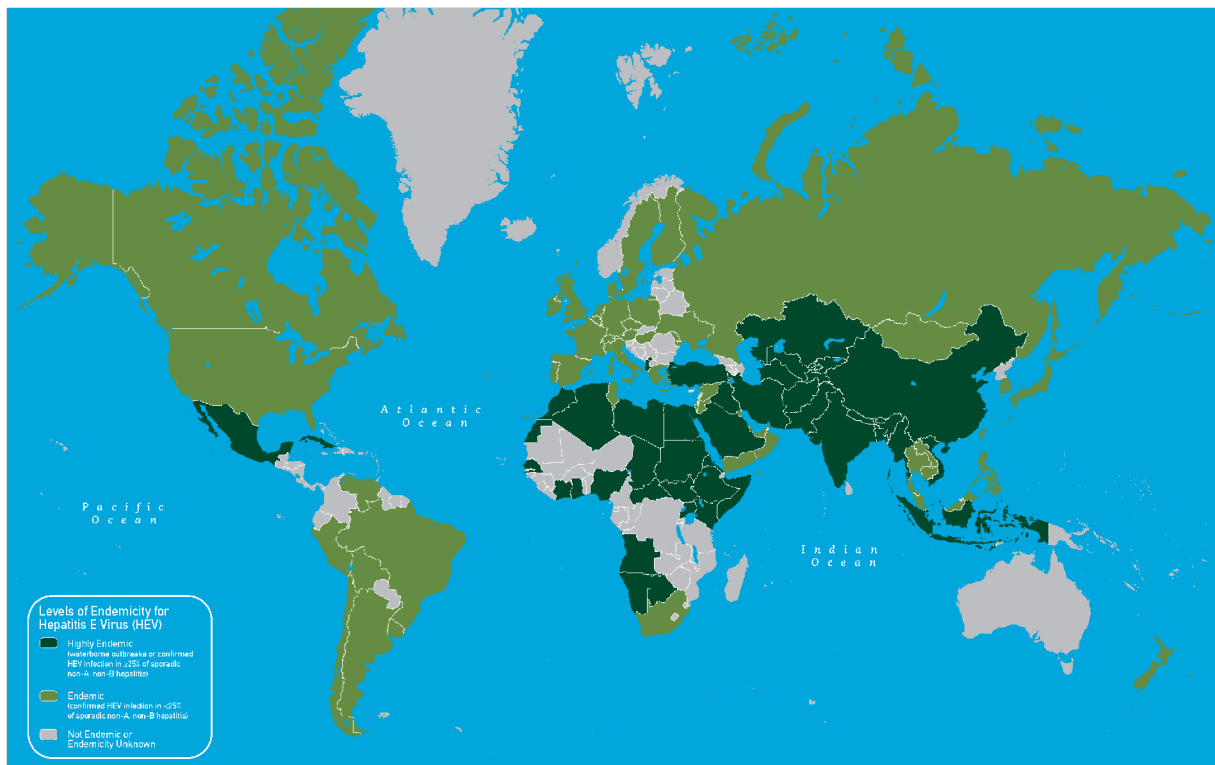 Atlantic
Ocean
Pacific
Ocean
Indian
Ocean
Levels of Endemicity for
Hepatitis E Virus (HEV)
Highly Endemic
(waterborne outbreaks or confirmed
HEV infection in ≥25% of sporadic
non-A, non-B hepatitis)
Endemic
(confirmed HEV infection in <25%
of sporadic non-A, non-B hepatitis)
Not Endemic or
Endemicity Unknown